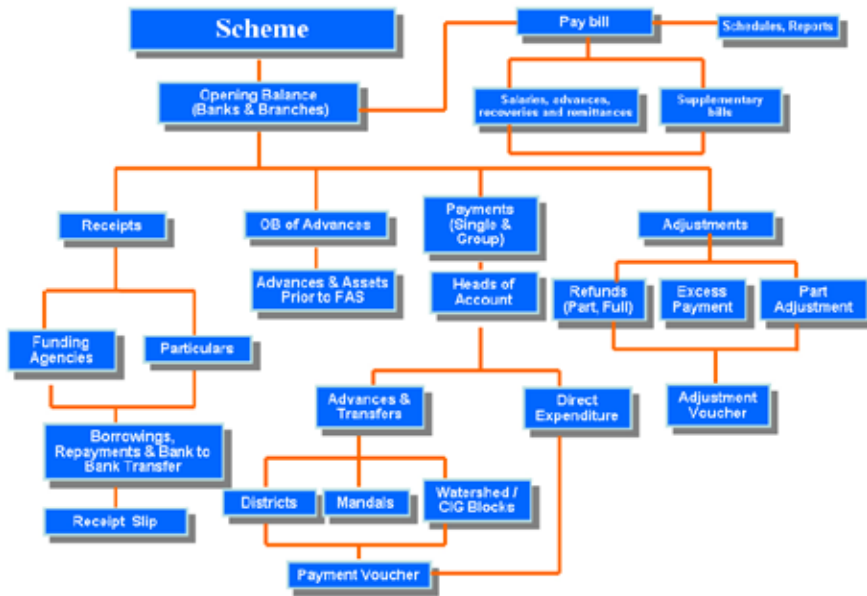 Scheme
Pay bill
Schedules, Reports
Opening Balance
(Banks & Branches)
Salaries, advances,
recoveries and remittances
Supplementary
bills
Receipts
OB of Advances
Payments
(Single &
Group)
Adjustments
Advances & Assets
Prior to FAS
Heads of
Account
Refunds
(Part, Full)
Excess
Payment
Part
Adjustment
Funding
Agencies
Particulars
Advances &
Transfers
Direct
Expenditure
Adjustment
Voucher
Borrowings,
Repayments & Bank to
Bank Transfer
Districts
Mandals
Watershed /
CIG Blocks
Receipt Slip
Payment Voucher